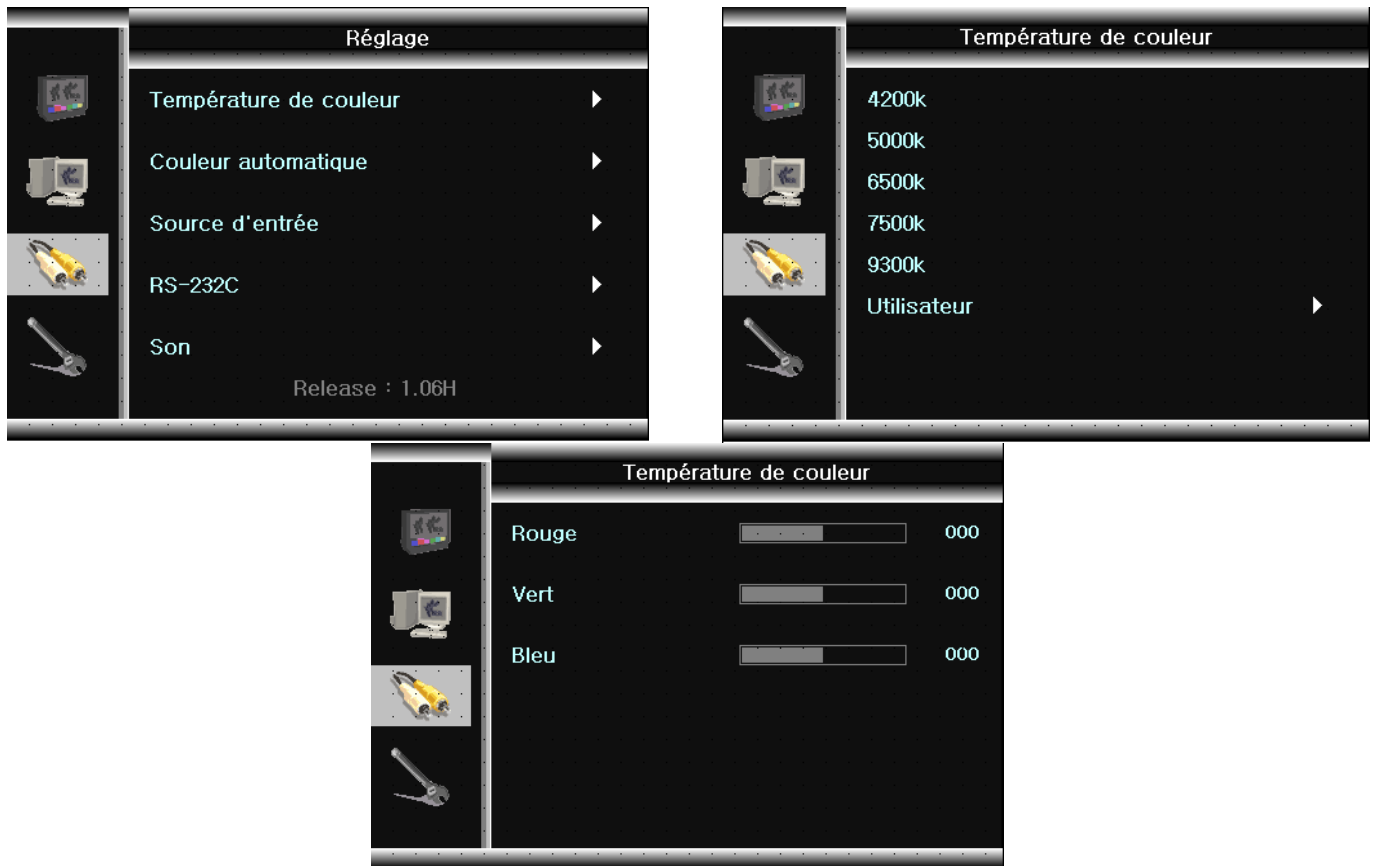 Réglage
Température de couleur
Couleur automatique
Source d'entrée
RS-232C
Son
Release : 1.06H
Température de couleur
4200k
5000k
6500k
7500k
9300k
Utilisateur
Température de couleur
Rouge 000
Vert 000
Bleu 000